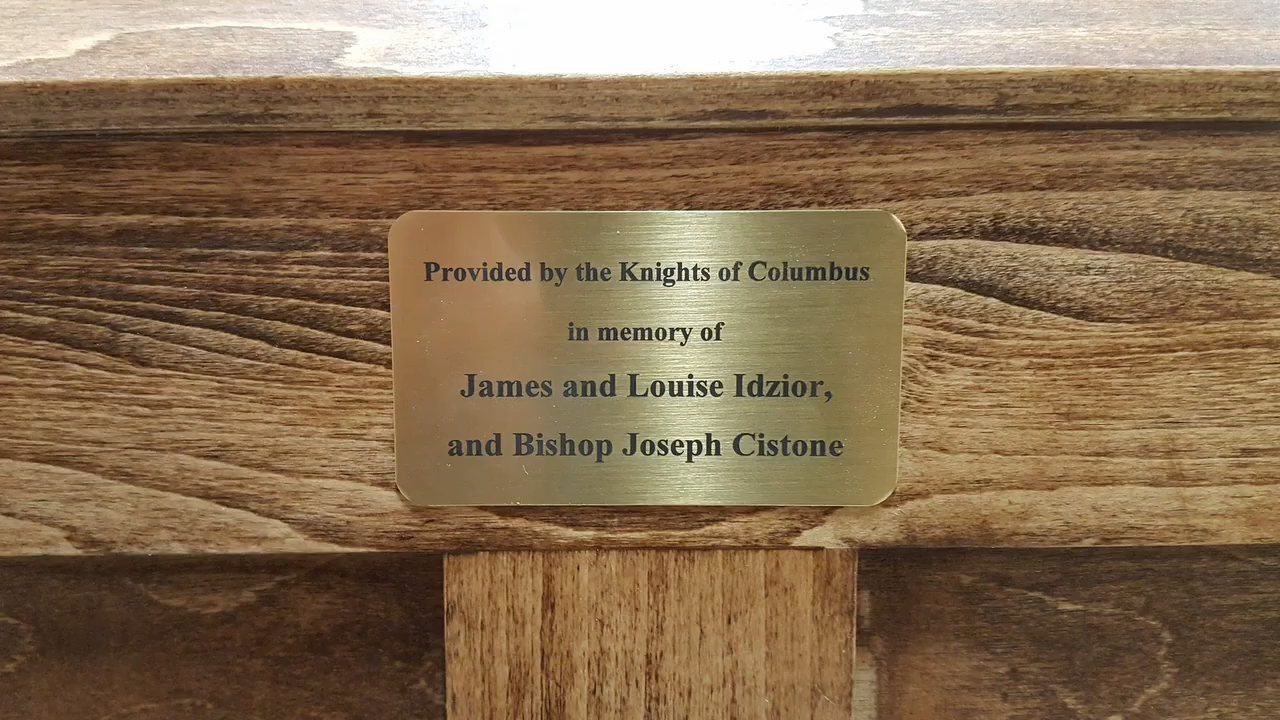 Provided by the Knights of Columbus
in memory of
James and Louise Idzior,
and Bishop Joseph Cistone